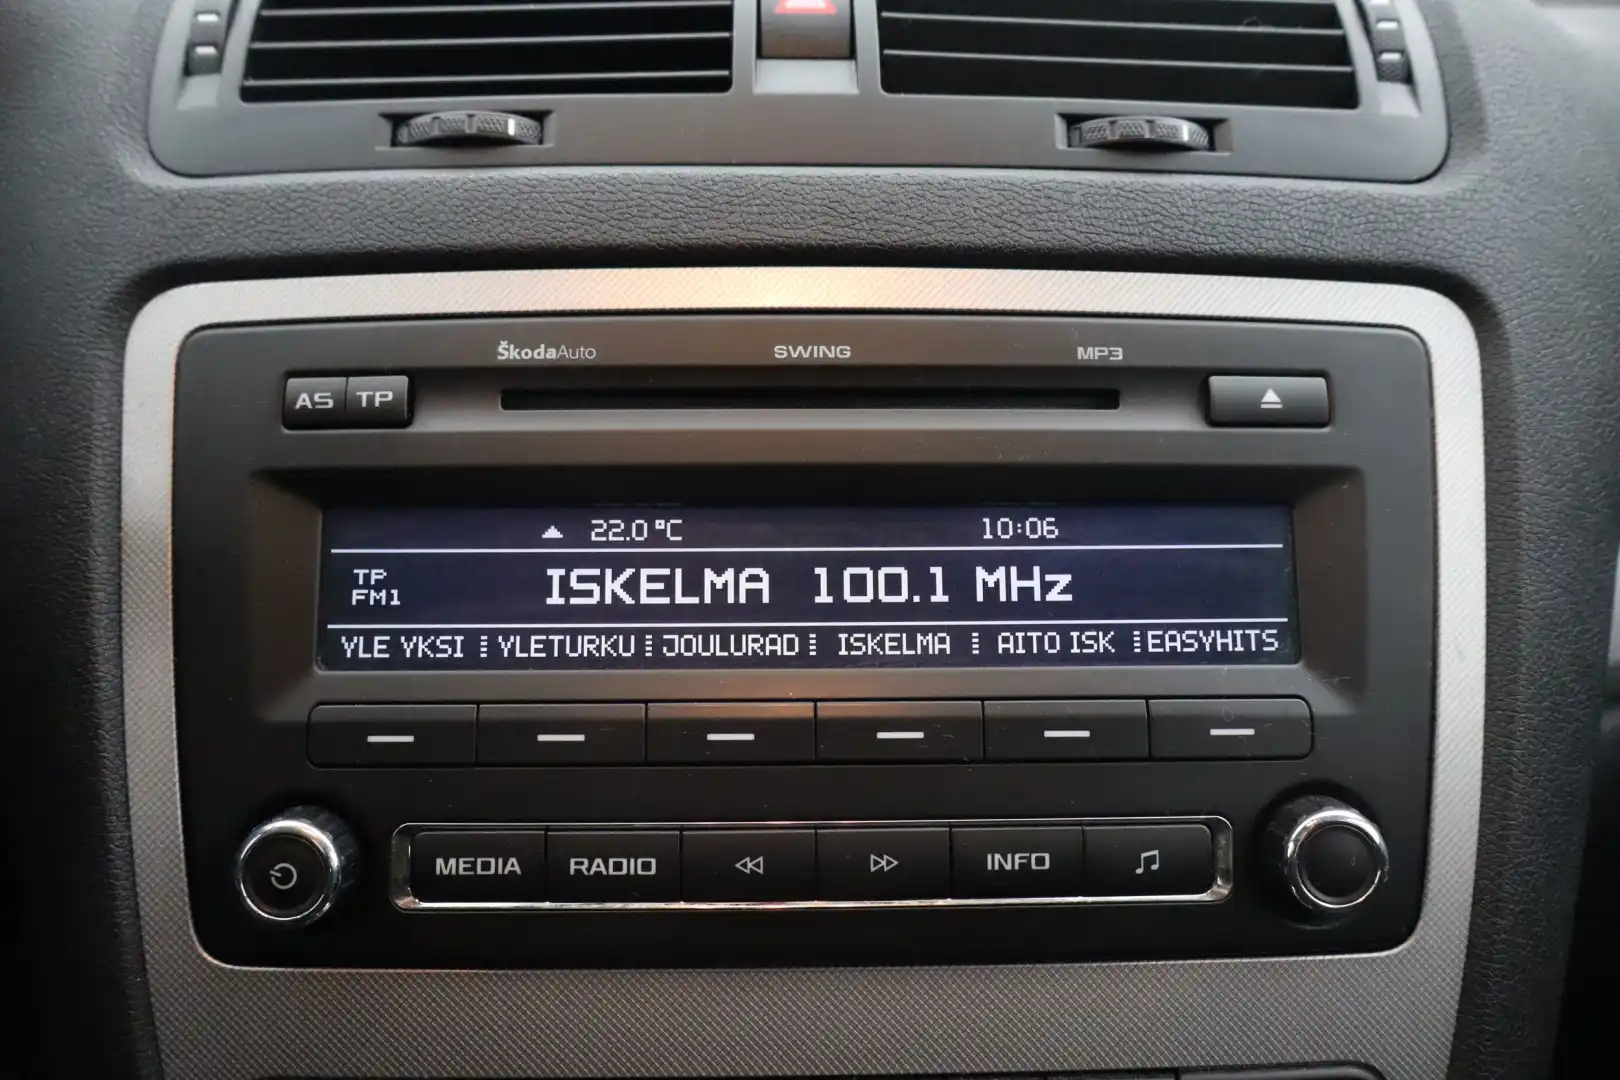 ŠkodaAuto SWING MP3
AS TP
22.0 °C 10:06
TP
FM1
ISKELMA 100.1 MHz
YLE YKSI YLETURKU JOULURAD ISKELMA AITO ISK EASYHITS
MEDIA RADIO INFO